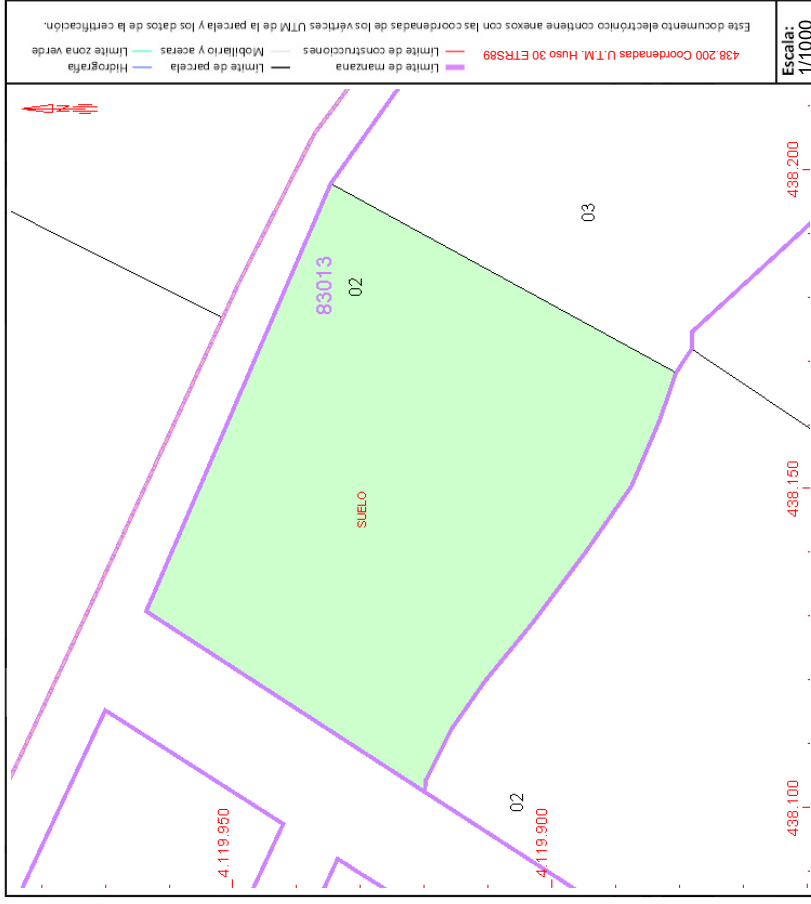 Este documento electrónico contiene anexos con las coordenadas de los vértices UTM de la parcela y los datos de la certificación.
438.200 Coordenadas U.T.M. Huso 30 ETRS89
Límite de manzana
Límite de construcciones
Límite de parcela
Mobiliario y aceras
Hidrografía
Límite zona verde
Escala:
1/1000
438.200
03
83013
02
438.150
SUELO
438.100
02
4.119.950
4.119.900
N